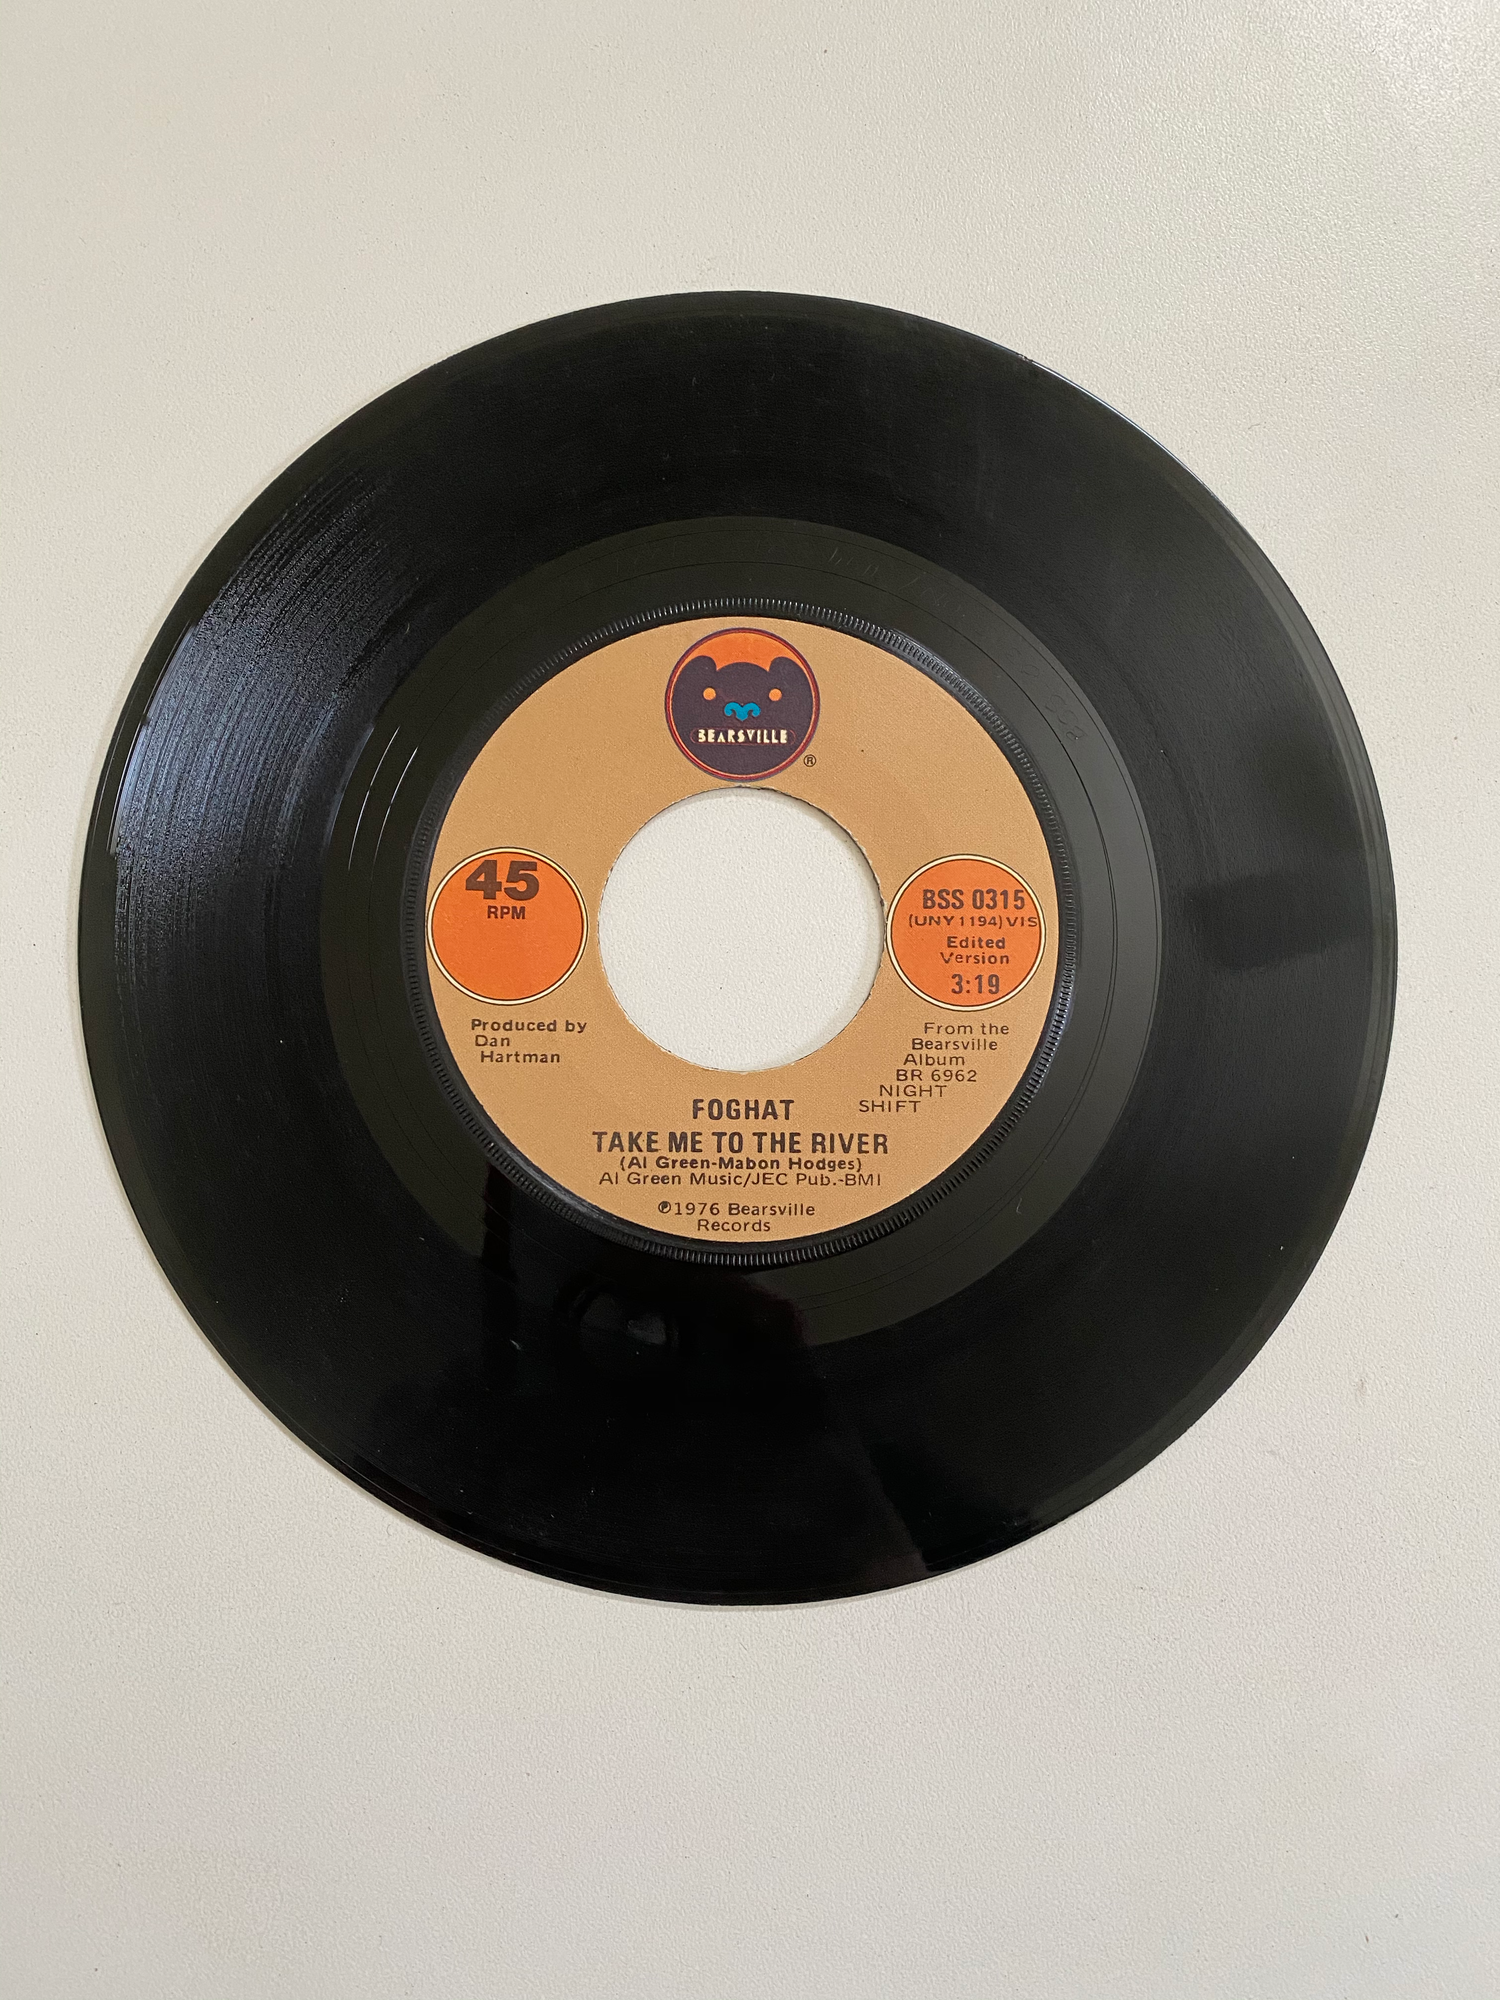 BEARSVILLE
®
45
RPM
BSS 0315
(UNY 1194) VIS
Edited
Version
3:19
Produced by
Dan
Hartman
From the
Bearsville
Album
BR 6962
NIGHT
SHIFT
FOGHAT
TAKE ME TO THE RIVER
(Al Green-Mabon Hodges)
Al Green Music/JEC Pub.-BMI
℗1976 Bearsville
Records